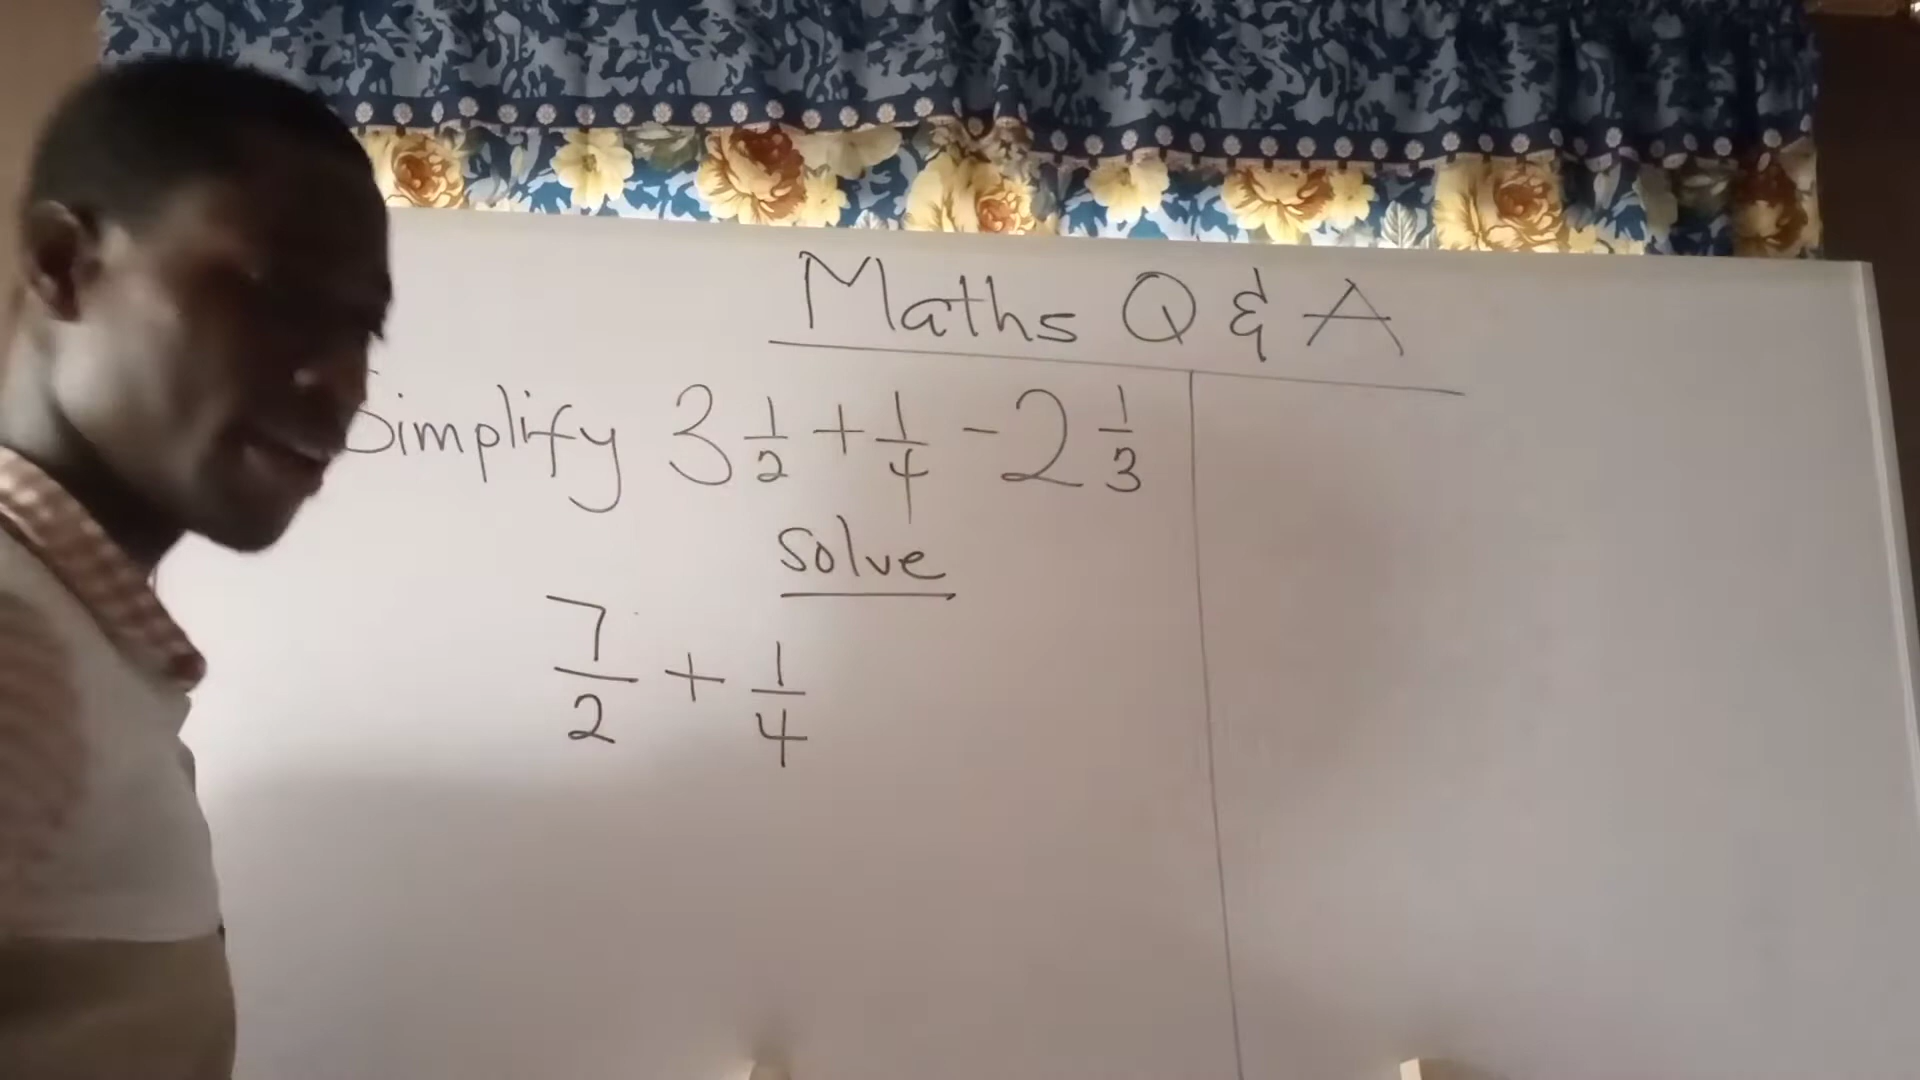 Maths Q & A
Simplify 3 1/2 + 1/4 - 2 1/3
solve
7/2 + 1/4